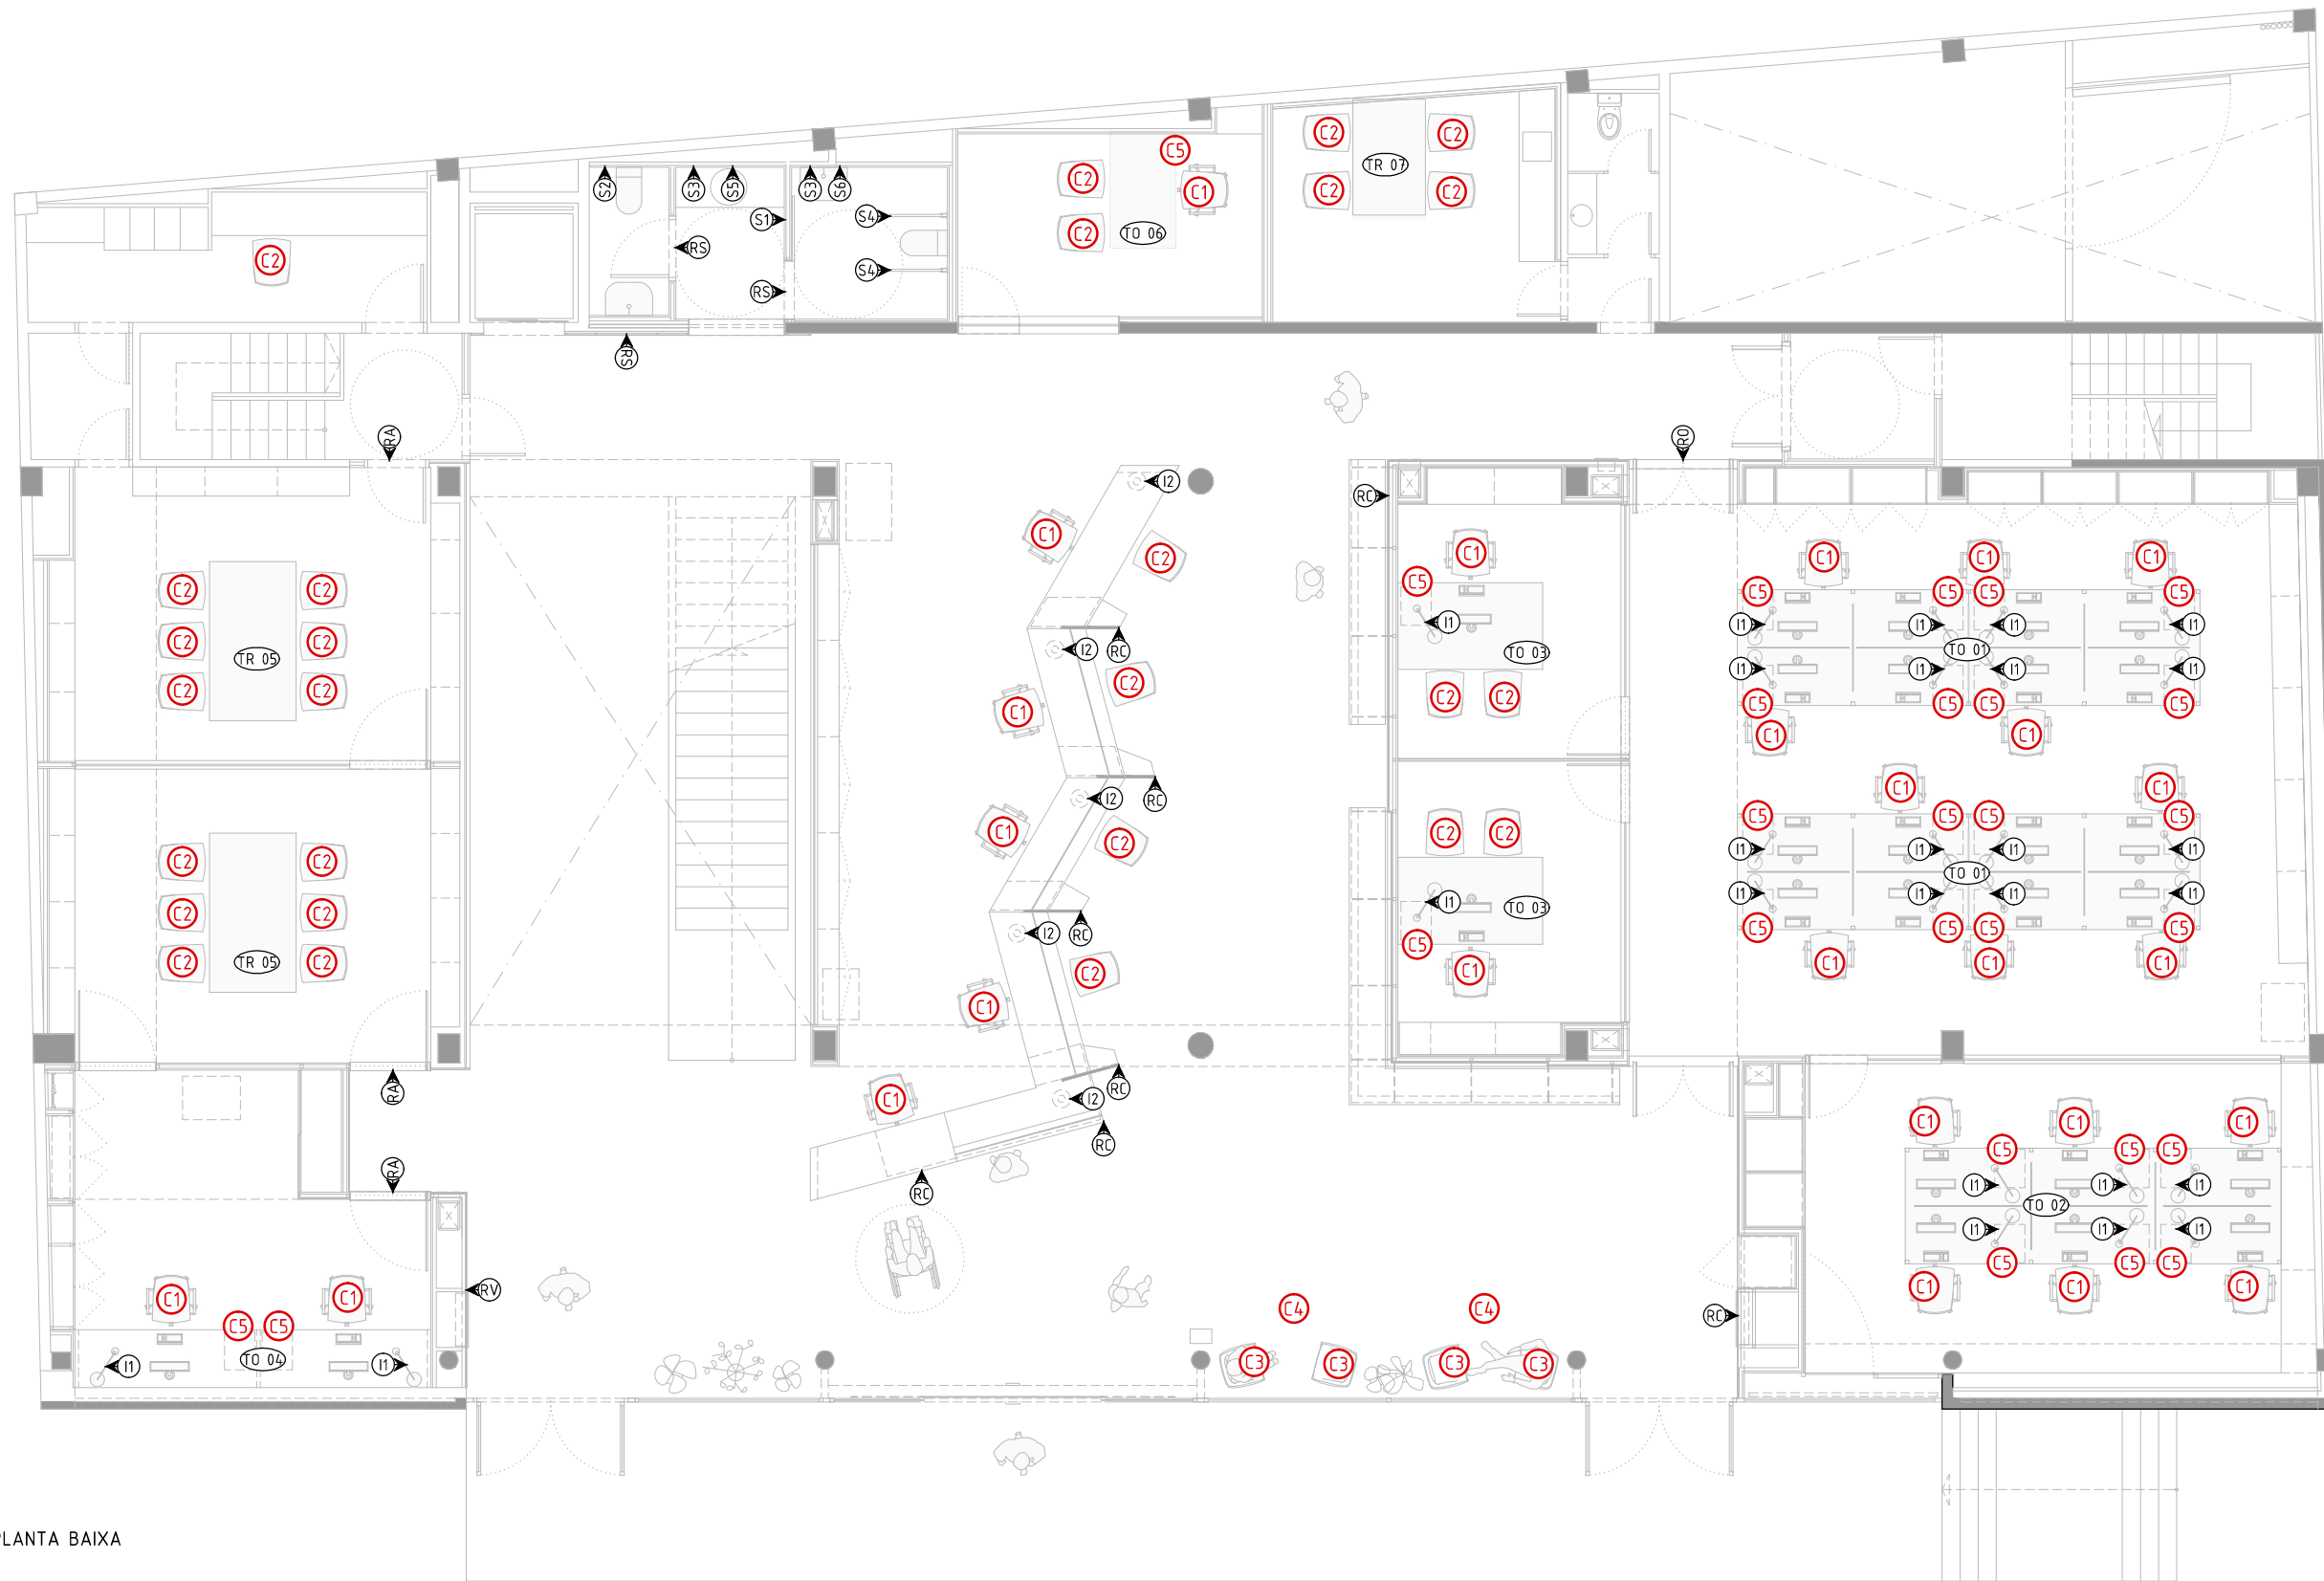 C2 C2
C5
TR 07
C2 C1 C2 C2
S2 S3 S5 S3 S6
S4
S1
C2 TO 06
RS
C2
S4
RS
RS
RA RO
I2 RC
C1 C2
C1 C1 C1 C1
C2 C2
C5 C5 C5 C5 C5
I1 I1 I1 I1 I1
C2 C2
TR 05
I2 RC
TO 03 TO 01
I1 I1 I1 I1
C2 C2
C2 C2 C2
C5 C5 C5 C5
C1
C1 C1
I2 RC
C1 C1
C5 C5 C5 C5
C1 C2 C2 C2
I1 I1 I1 I1
C2 C2
TO 01
I1 I1 I1 I1 I1
TO 03
C2 C2
RC
C5 C5 C5 C5 C5
I2
TR 05
C2 C2
C2 C1 C1 C1 C1
C1
RA RC
C1 I2
C1 C1 C1
RC
C5 C5 C5
RA RC
I1 I1 I1
TO 02
I1 I1 I1
C5 C5 C5
RV
C1 C1 C1
C1 C1
C4 C4
RC
C5 C5
TO 04
I1 I1
C3 C3 C3 C3
PLANTA BAIXA